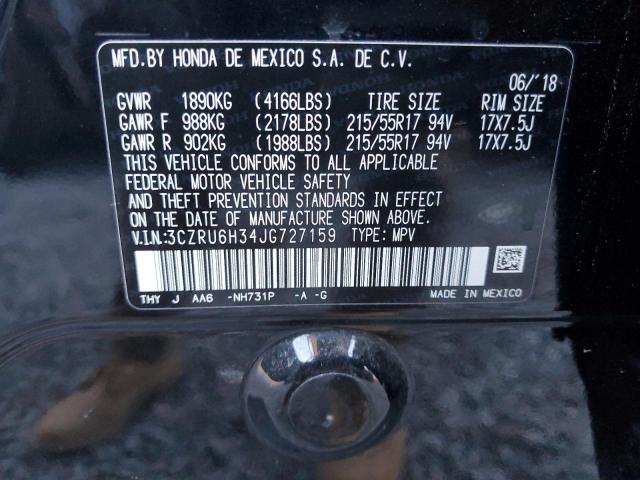 MFD.BY HONDA DE MEXICO S.A. DE C.V.
06/'18
GVWR 1890KG (4166LBS) TIRE SIZE RIM SIZE
GAWR F 988KG (2178LBS) 215/55R17 94V 17X7.5J
GAWR R 902KG (1988LBS) 215/55R17 94V 17X7.5J
THIS VEHICLE CONFORMS TO ALL APPLICABLE
FEDERAL MOTOR VEHICLE SAFETY
AND THEFT PREVENTION STANDARDS IN EFFECT
ON THE DATE OF MANUFACTURE SHOWN ABOVE.
V.I.N.:3CZRU6H34JG727159 TYPE: MPV
THY J AA6 -NH731P -A -G MADE IN MEXICO